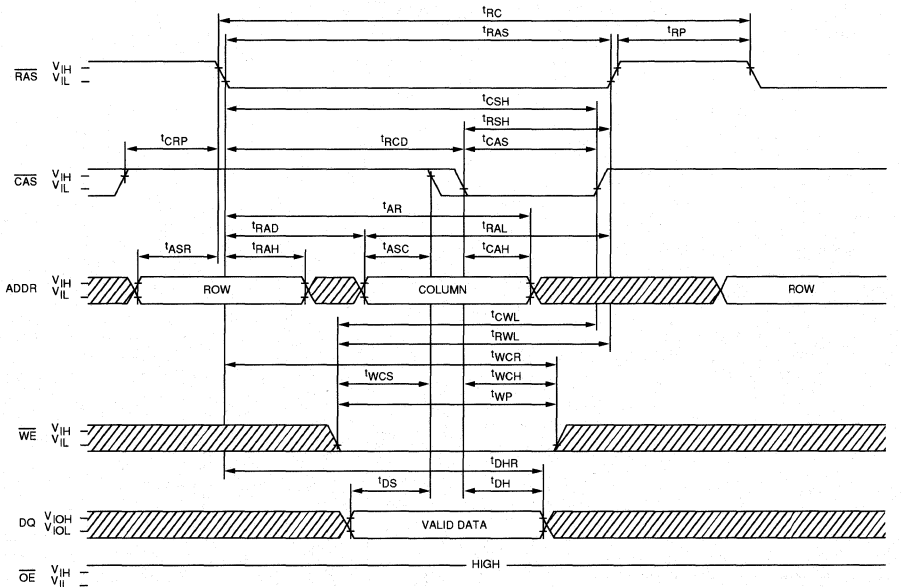 tRC
tRAS
tRP
RAS VIH
VIL
tCSH
tRSH
tCRP tRCD tCAS
CAS VIH
VIL
tAR
tRAD tRAL
tASR tRAH tASC tCAH
ADDR VIH
VIL
ROW COLUMN ROW
tCWL
tRWL
tWCR
tWCS tWCH
tWP
WE VIH
VIL
tDHR
tDS tDH
DQ VIOH
VIOL
VALID DATA
HIGH
OE VIH
VIL